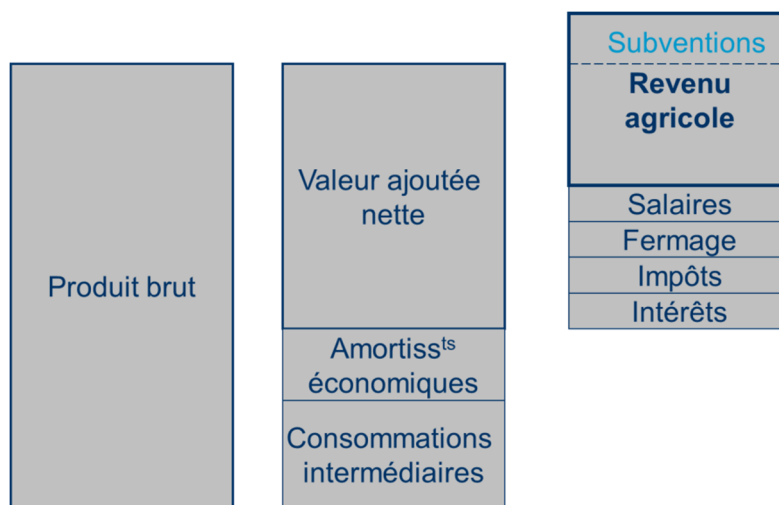 Produit brut
Valeur ajoutée
nette
Amortissᵗˢ
économiques
Consommations
intermédiaires
Subventions
Revenu
agricole
Salaires
Fermage
Impôts
Intérêts